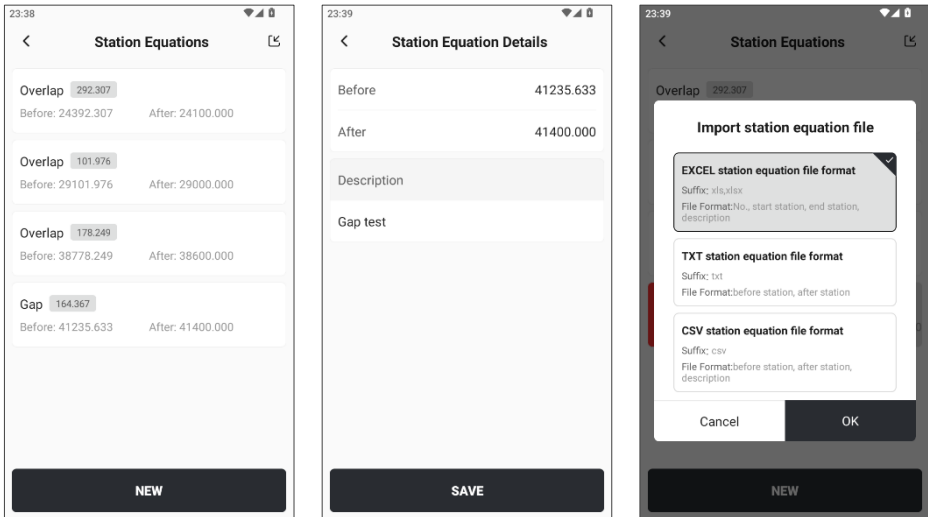 23:38
Station Equations
Overlap 292.307
Before: 24392.307 After: 24100.000
Overlap 101.976
Before: 29101.976 After: 29000.000
Overlap 178.249
Before: 38778.249 After: 38600.000
Gap 164.367
Before: 41235.633 After: 41400.000
NEW
23:39
Station Equation Details
Before 41235.633
After 41400.000
Description
Gap test
SAVE
23:39
Station Equations
Overlap 292.307
Import station equation file
EXCEL station equation file format
Suffix: xls,xlsx
File Format:No., start station, end station,
description
TXT station equation file format
Suffix: txt
File Format:before station, after station
CSV station equation file format
Suffix: csv
File Format:before station, after station,
description
Cancel OK
NEW